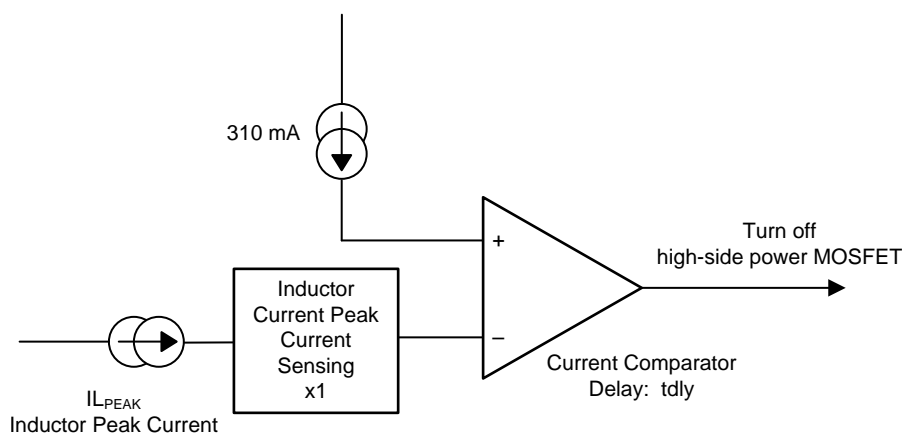 310 mA
+
Turn off
high-side power MOSFET
Inductor
Current Peak
Current
Sensing
x1
–
Current Comparator
Delay: tdly
IL_PEAK
Inductor Peak Current